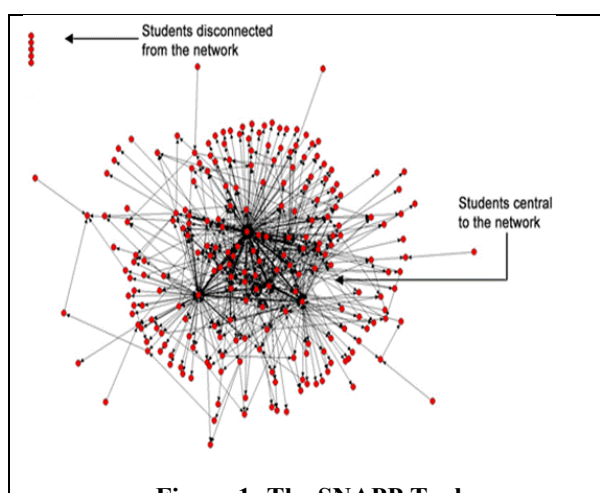 Students disconnected
from the network
Students central
to the network
Figure 1: The SNAPP Tool